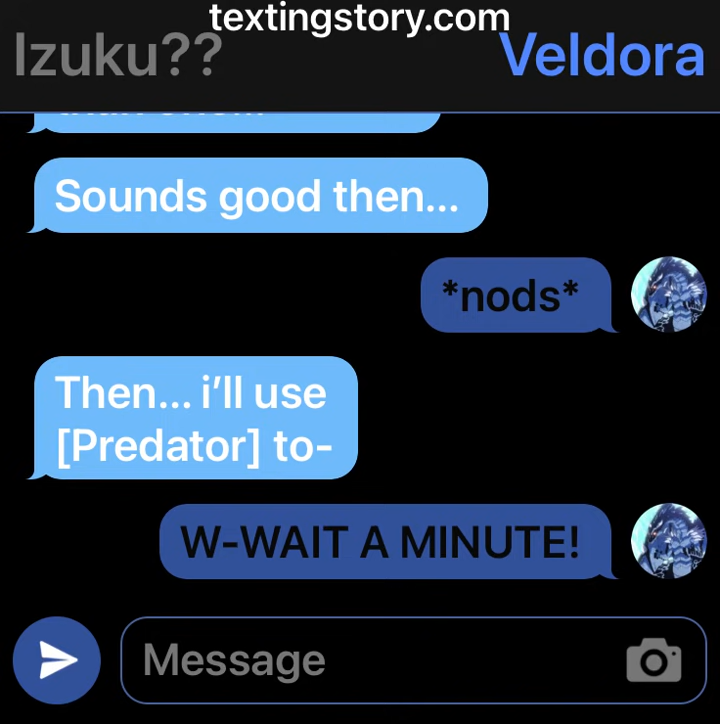 textingstory.com
Izuku??
Veldora
Sounds good then...
*nods*
Then... i’ll use
[Predator] to-
W-WAIT A MINUTE!
Message